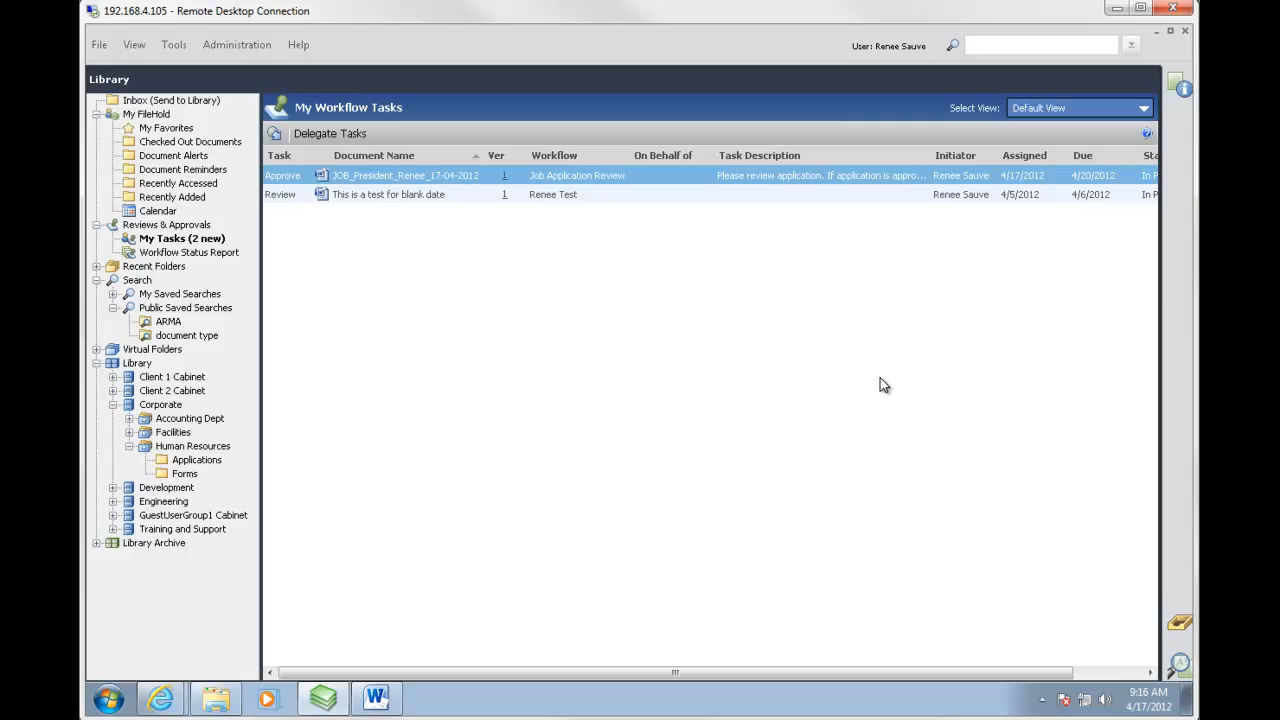 192.168.4.105 - Remote Desktop Connection
File View Tools Administration Help
User: Renee Sauve
Library
Inbox (Send to Library)
My FileHold
My Favorites
Checked Out Documents
Document Alerts
Document Reminders
Recently Accessed
Recently Added
Calendar
Reviews & Approvals
My Tasks (2 new)
Workflow Status Report
Recent Folders
Search
My Saved Searches
Public Saved Searches
ARMA
document type
Virtual Folders
Library
Client 1 Cabinet
Client 2 Cabinet
Corporate
Accounting Dept
Facilities
Human Resources
Applications
Forms
Development
Engineering
GuestUserGroup1 Cabinet
Training and Support
Library Archive
My Workflow Tasks
Select View: Default View
Delegate Tasks
Task Document Name Ver Workflow On Behalf of Task Description Initiator Assigned Due Sta
Approve JOB_President_Renee_17-04-2012 1 Job Application Review Please review application. If application is appro... Renee Sauve 4/17/2012 4/20/2012 In P
Review This is a test for blank date 1 Renee Test Renee Sauve 4/5/2012 4/6/2012 In P
9:16 AM
4/17/2012